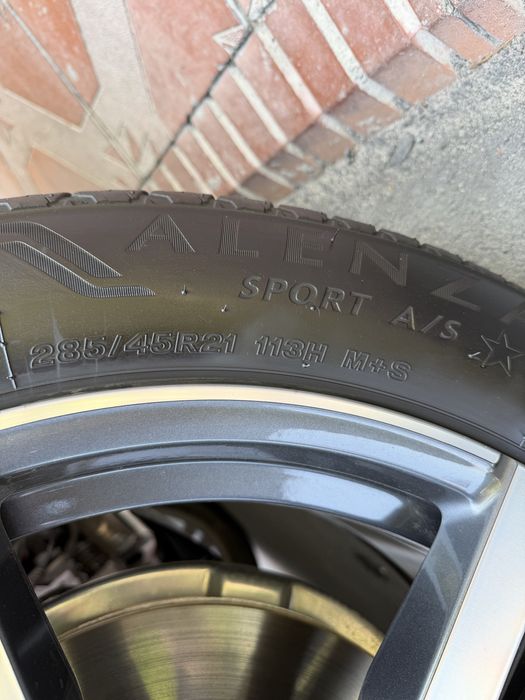 ALENZA
SPORT A/S
285/45R21 113H M+S